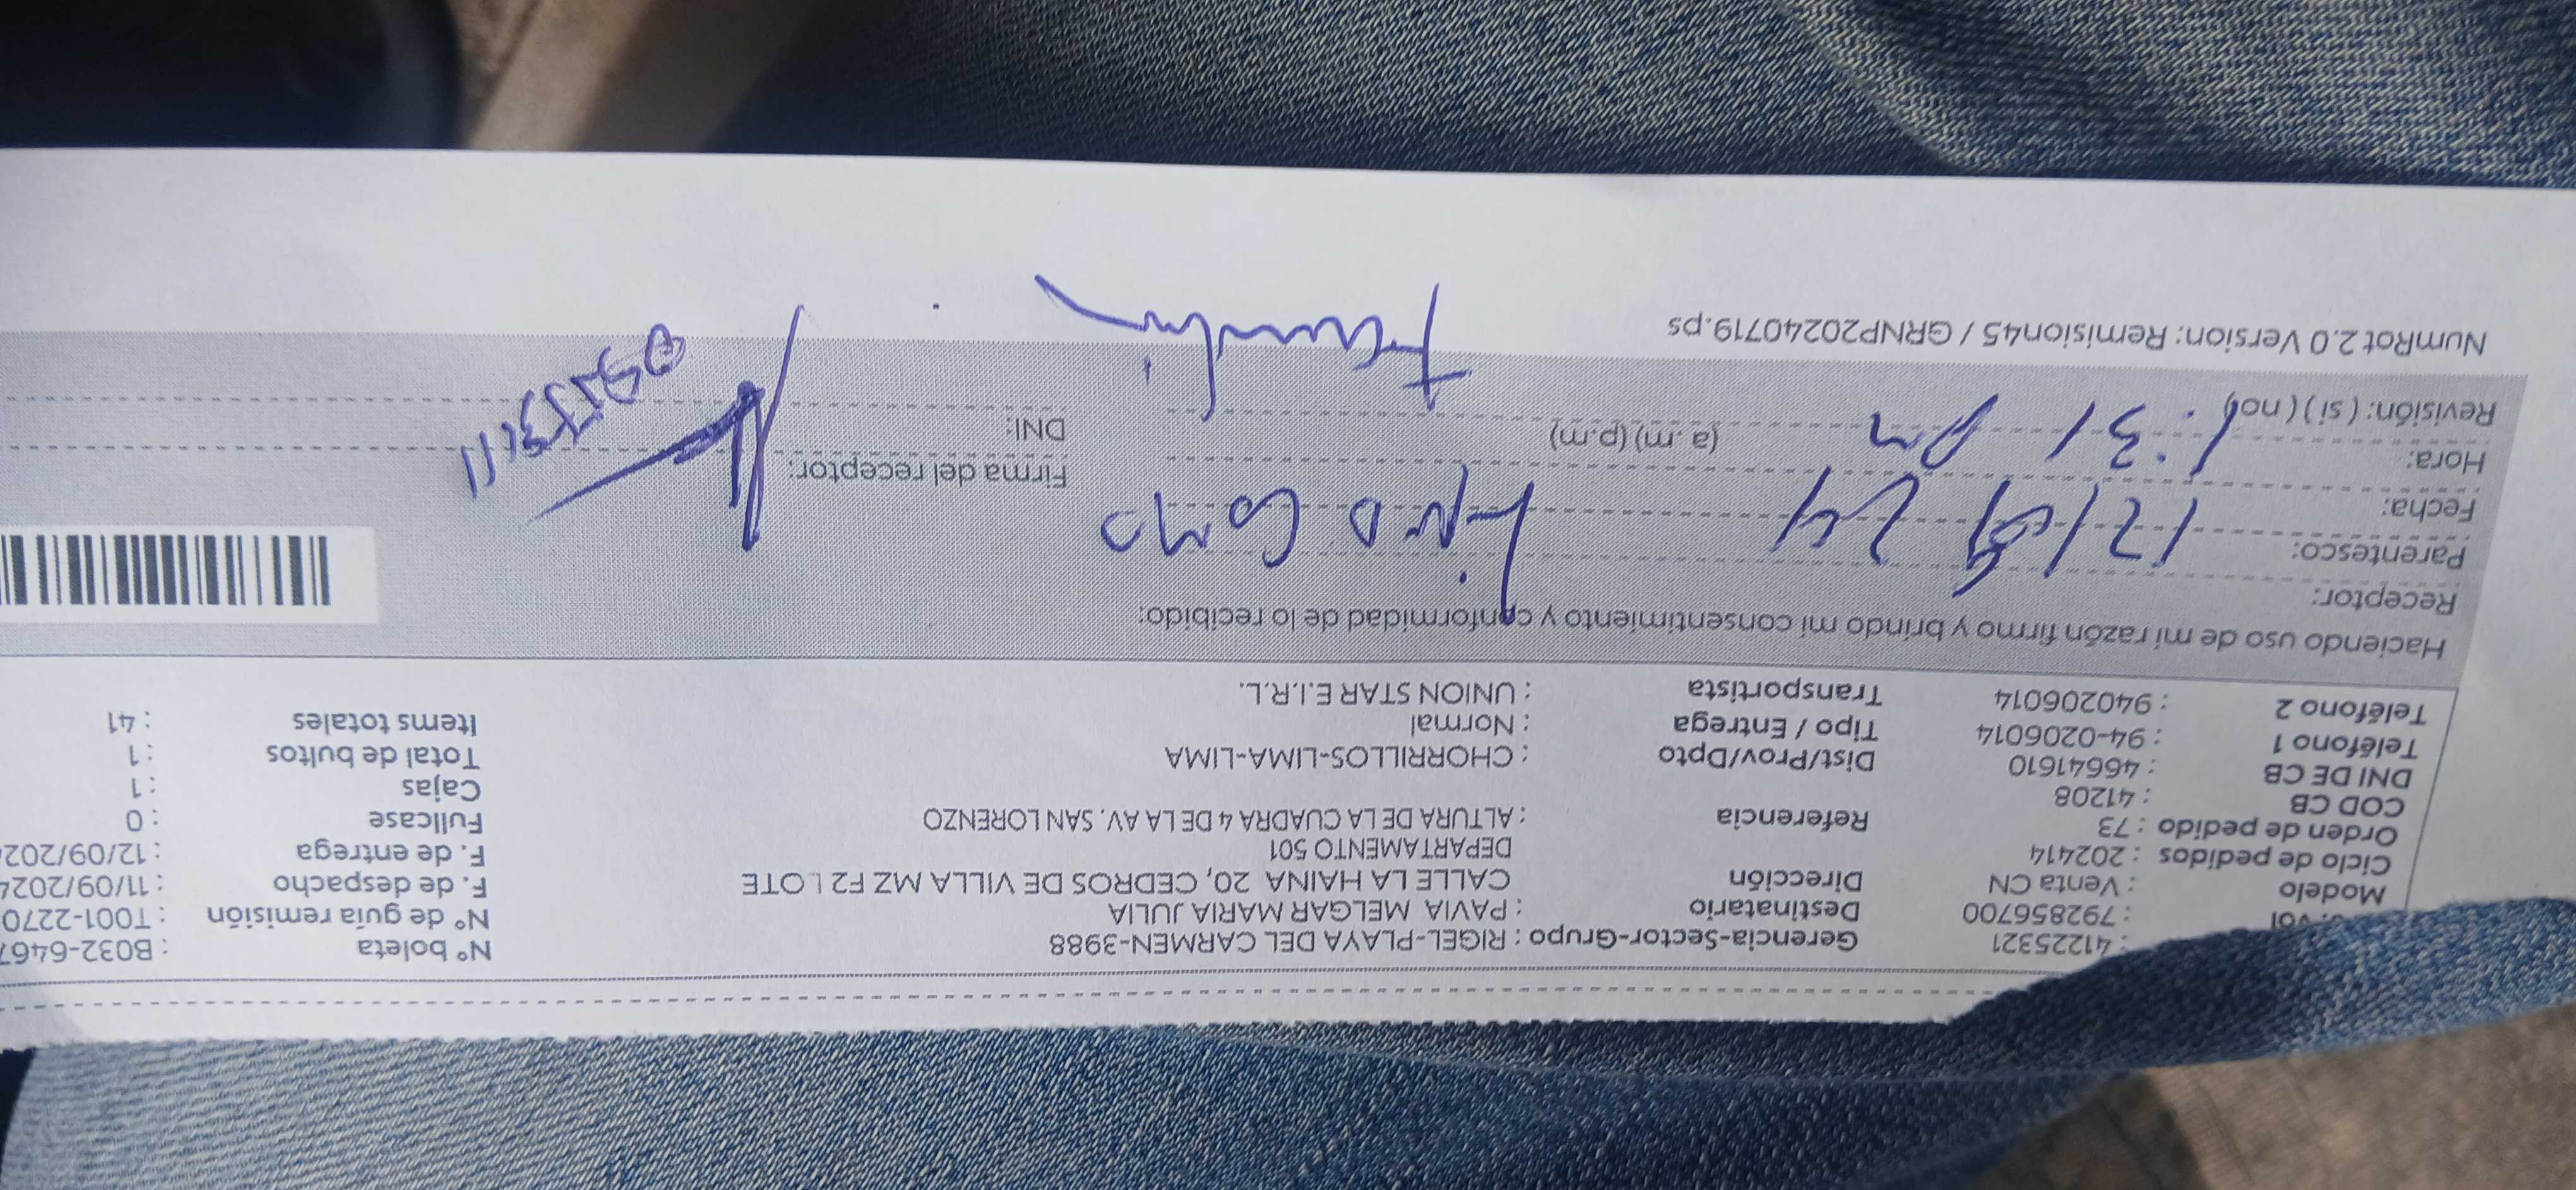 : 41225321 Gerencia-Sector-Grupo : RIGEL-PLAYA DEL CARMEN-3988 N° boleta : B032-6467
: 792856700 Destinatario : PAVIA MELGAR MARIA JULIA N° de guía remisión : T001-2270
Modelo : Venta CN Dirección CALLE LA HAINA 20, CEDROS DE VILLA MZ F2 LOTE F. de despacho : 11/09/202
Ciclo de pedidos : 202414 DEPARTAMENTO 501 F. de entrega : 12/09/202
Orden de pedido : 73 Referencia : ALTURA DE LA CUADRA 4 DE LA AV. SAN LORENZO Fullcase : 0
COD CB : 41208 Cajas : 1
DNI DE CB : 46641610 Dist/Prov/Dpto : CHORRILLOS-LIMA-LIMA Total de bultos : 1
Teléfono 1 : 94-0206014 Tipo / Entrega : Normal Items totales : 41
Teléfono 2 : 940206014 Transportista : UNION STAR E.I.R.L.
Haciendo uso de mi razón firmo y brindo mi consentimiento y conformidad de lo recibido:
Receptor:
Parentesco:
Fecha: 12/09/24
Hora: 1:31 pm (a.m) (p.m) Firma del receptor:
Revisión: (si) (no) DNI:
NumRot 2.0 Version: Remision45 / GRNP20240719.ps